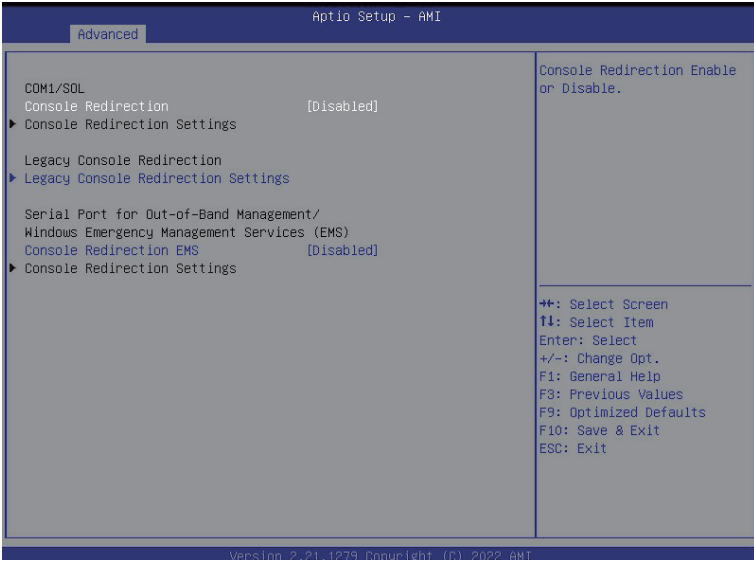 Aptio Setup – AMI
Advanced
COM1/SOL
Console Redirection [Disabled]
Console Redirection Settings
Legacy Console Redirection
Legacy Console Redirection Settings
Serial Port for Out-of-Band Management/
Windows Emergency Management Services (EMS)
Console Redirection EMS [Disabled]
Console Redirection Settings
Console Redirection Enable
or Disable.
→←: Select Screen
↑↓: Select Item
Enter: Select
+/-: Change Opt.
F1: General Help
F3: Previous Values
F9: Optimized Defaults
F10: Save & Exit
ESC: Exit
Version 2.21.1279 Copyright (C) 2022 AMI